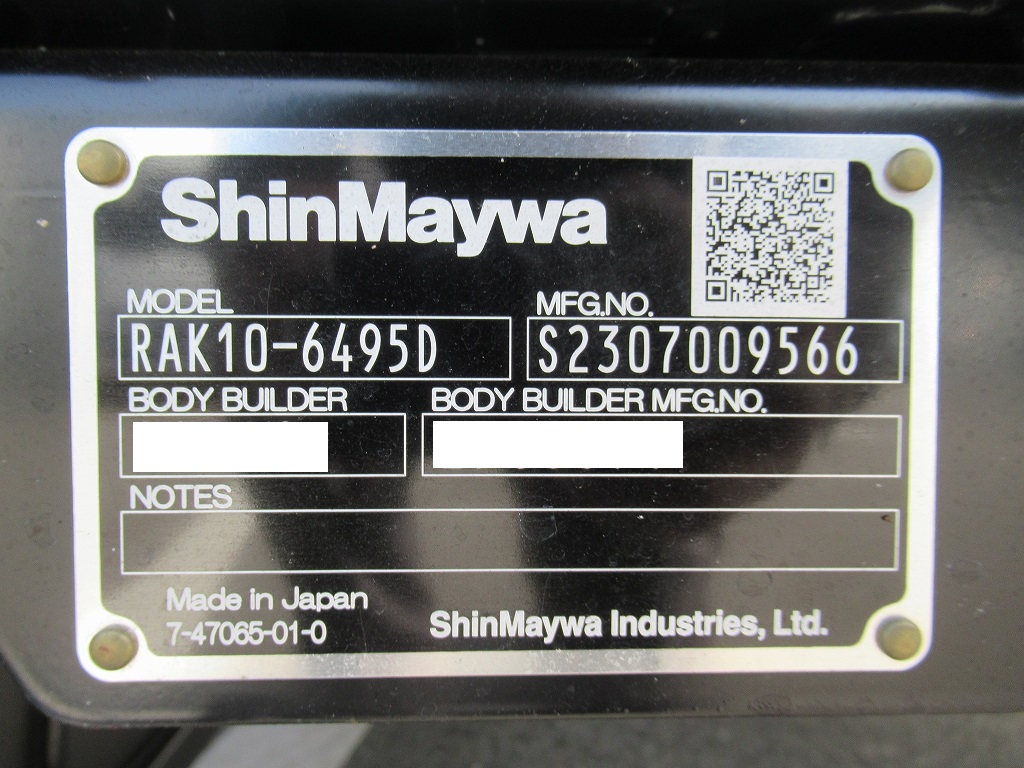 ShinMaywa
MODEL MFG.NO.
RAK10-6495D S2307009566
BODY BUILDER BODY BUILDER MFG.NO.
NOTES
Made in Japan
7-47065-01-0 ShinMaywa Industries, Ltd.